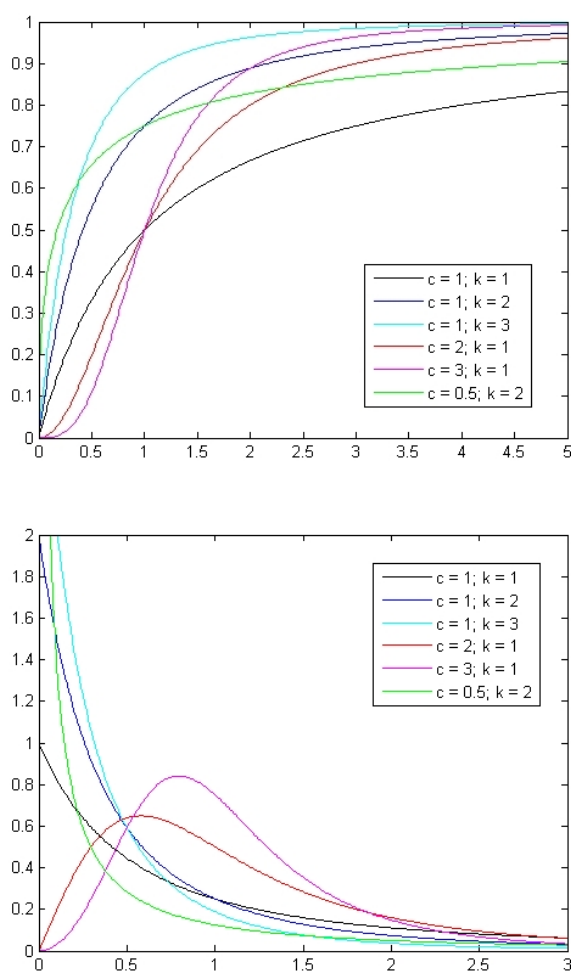 1
0.9
0.8
0.7
0.6
0.5
0.4
0.3
0.2
0.1
0
c = 1; k = 1
c = 1; k = 2
c = 1; k = 3
c = 2; k = 1
c = 3; k = 1
c = 0.5; k = 2
0 0.5 1 1.5 2 2.5 3 3.5 4 4.5 5
2
1.8
1.6
1.4
1.2
1
0.8
0.6
0.4
0.2
0
c = 1; k = 1
c = 1; k = 2
c = 1; k = 3
c = 2; k = 1
c = 3; k = 1
c = 0.5; k = 2
0 0.5 1 1.5 2 2.5 3